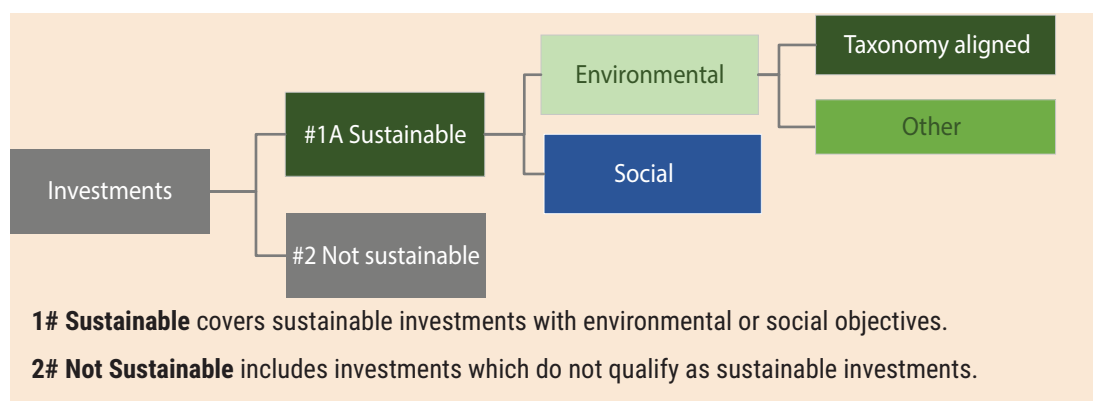 Taxonomy aligned
Environmental
Other
#1A Sustainable
Social
Investments
#2 Not sustainable
1# Sustainable covers sustainable investments with environmental or social objectives.
2# Not Sustainable includes investments which do not qualify as sustainable investments.